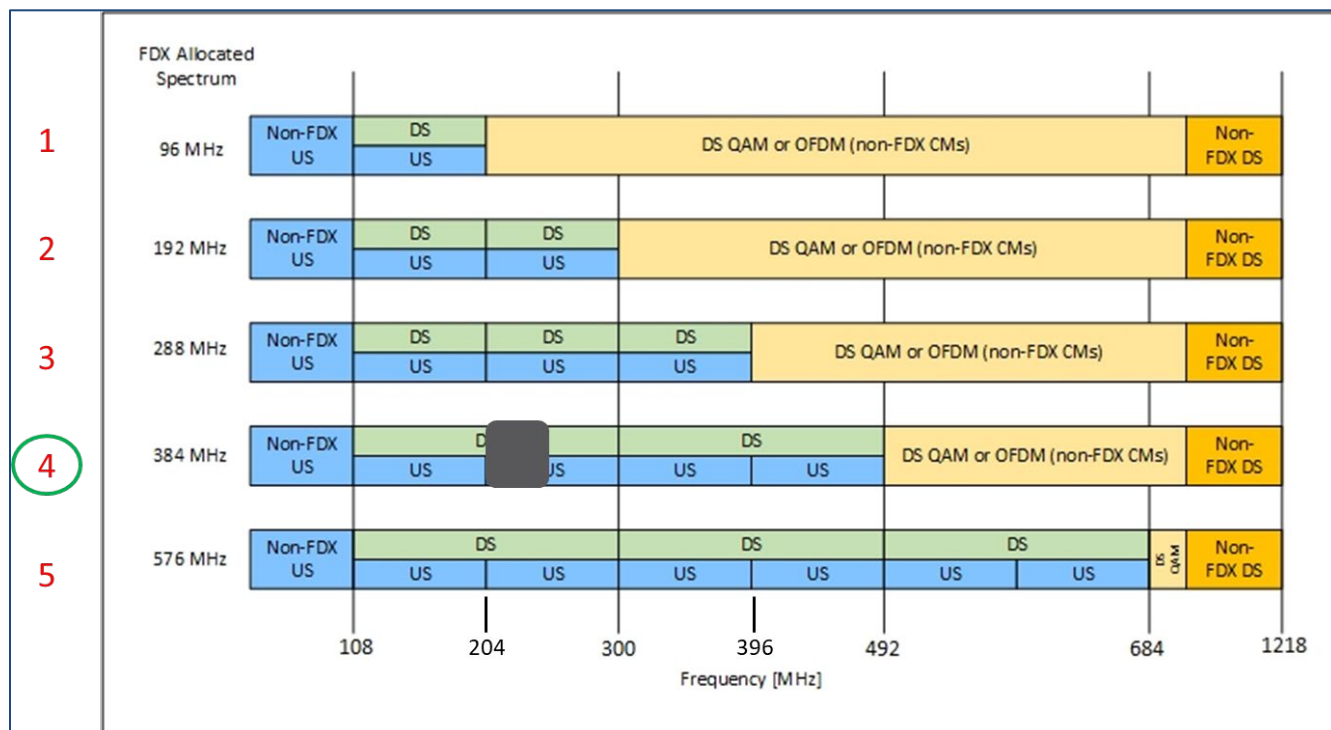 FDX Allocated
Spectrum
1
96 MHz
Non-FDX
US
DS
US
DS QAM or OFDM (non-FDX CMs)
Non-
FDX DS
2
192 MHz
Non-FDX
US
DS
DS
US
US
DS QAM or OFDM (non-FDX CMs)
Non-
FDX DS
3
288 MHz
Non-FDX
US
DS
DS
DS
US
US
US
DS QAM or OFDM (non-FDX CMs)
Non-
FDX DS
4
384 MHz
Non-FDX
US
DS
US
US
US
US
DS QAM or OFDM (non-FDX CMs)
Non-
FDX DS
5
576 MHz
Non-FDX
US
DS
DS
DS
US
US
US
US
US
US
DS
QAM
Non-
FDX DS
108
204
300
396
492
684
1218
Frequency [MHz]